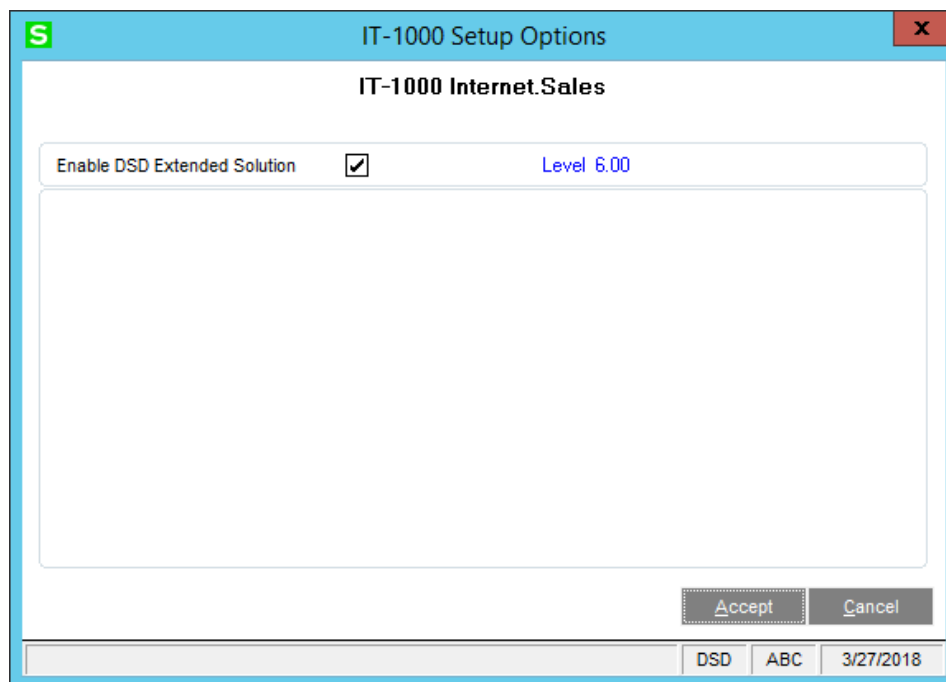 S IT-1000 Setup Options x
IT-1000 Internet.Sales
Enable DSD Extended Solution Level 6.00
Accept Cancel
DSD ABC 3/27/2018